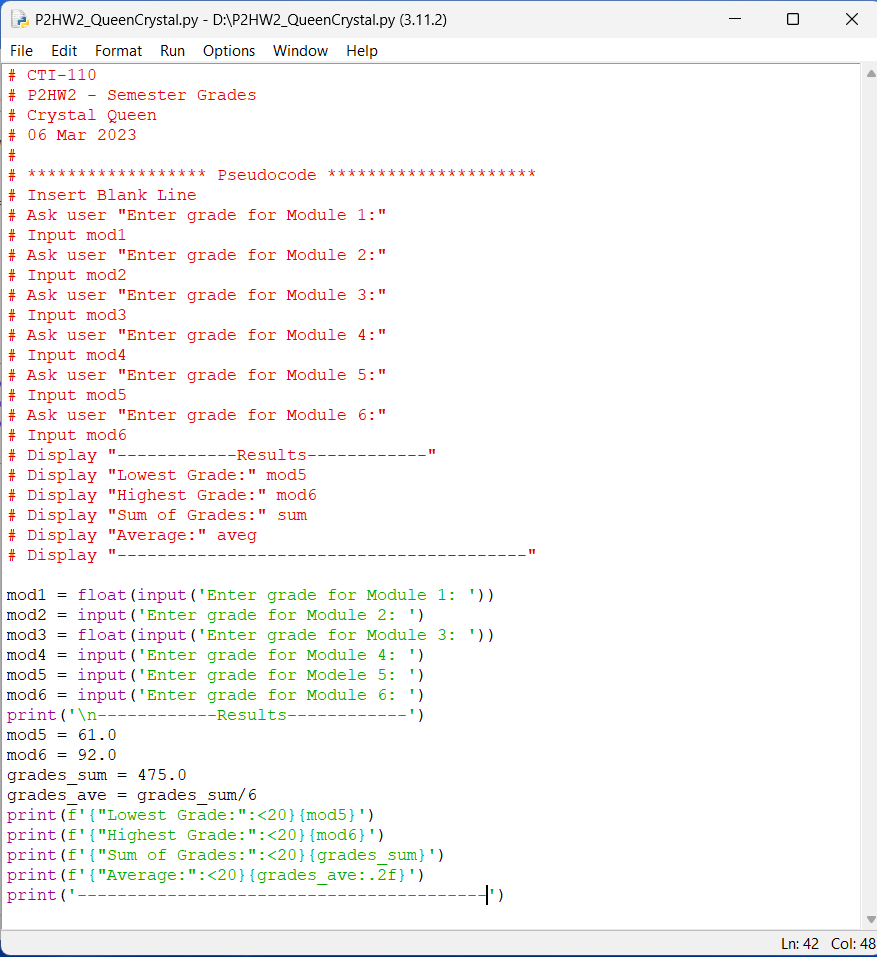 P2HW2_QueenCrystal.py - D:\P2HW2_QueenCrystal.py (3.11.2)
File Edit Format Run Options Window Help
# CTI-110
# P2HW2 - Semester Grades
# Crystal Queen
# 06 Mar 2023
#
# ****************** Pseudocode *********************
# Insert Blank Line
# Ask user "Enter grade for Module 1:"
# Input mod1
# Ask user "Enter grade for Module 2:"
# Input mod2
# Ask user "Enter grade for Module 3:"
# Input mod3
# Ask user "Enter grade for Module 4:"
# Input mod4
# Ask user "Enter grade for Module 5:"
# Input mod5
# Ask user "Enter grade for Module 6:"
# Input mod6
# Display "------------Results------------"
# Display "Lowest Grade:" mod5
# Display "Highest Grade:" mod6
# Display "Sum of Grades:" sum
# Display "Average:" aveg
# Display "-----------------------------------------"
mod1 = float(input('Enter grade for Module 1: '))
mod2 = input('Enter grade for Module 2: ')
mod3 = float(input('Enter grade for Module 3: '))
mod4 = input('Enter grade for Module 4: ')
mod5 = input('Enter grade for Modele 5: ')
mod6 = input('Enter grade for Module 6: ')
print('\n------------Results------------')
mod5 = 61.0
mod6 = 92.0
grades_sum = 475.0
grades_ave = grades_sum/6
print(f'{"Lowest Grade:":<20}{mod5}')
print(f'{"Highest Grade:":<20}{mod6}')
print(f'{"Sum of Grades:":<20}{grades_sum}')
print(f'{"Average:":<20}{grades_ave:.2f}')
print('-----------------------------------------')
Ln: 42 Col: 48